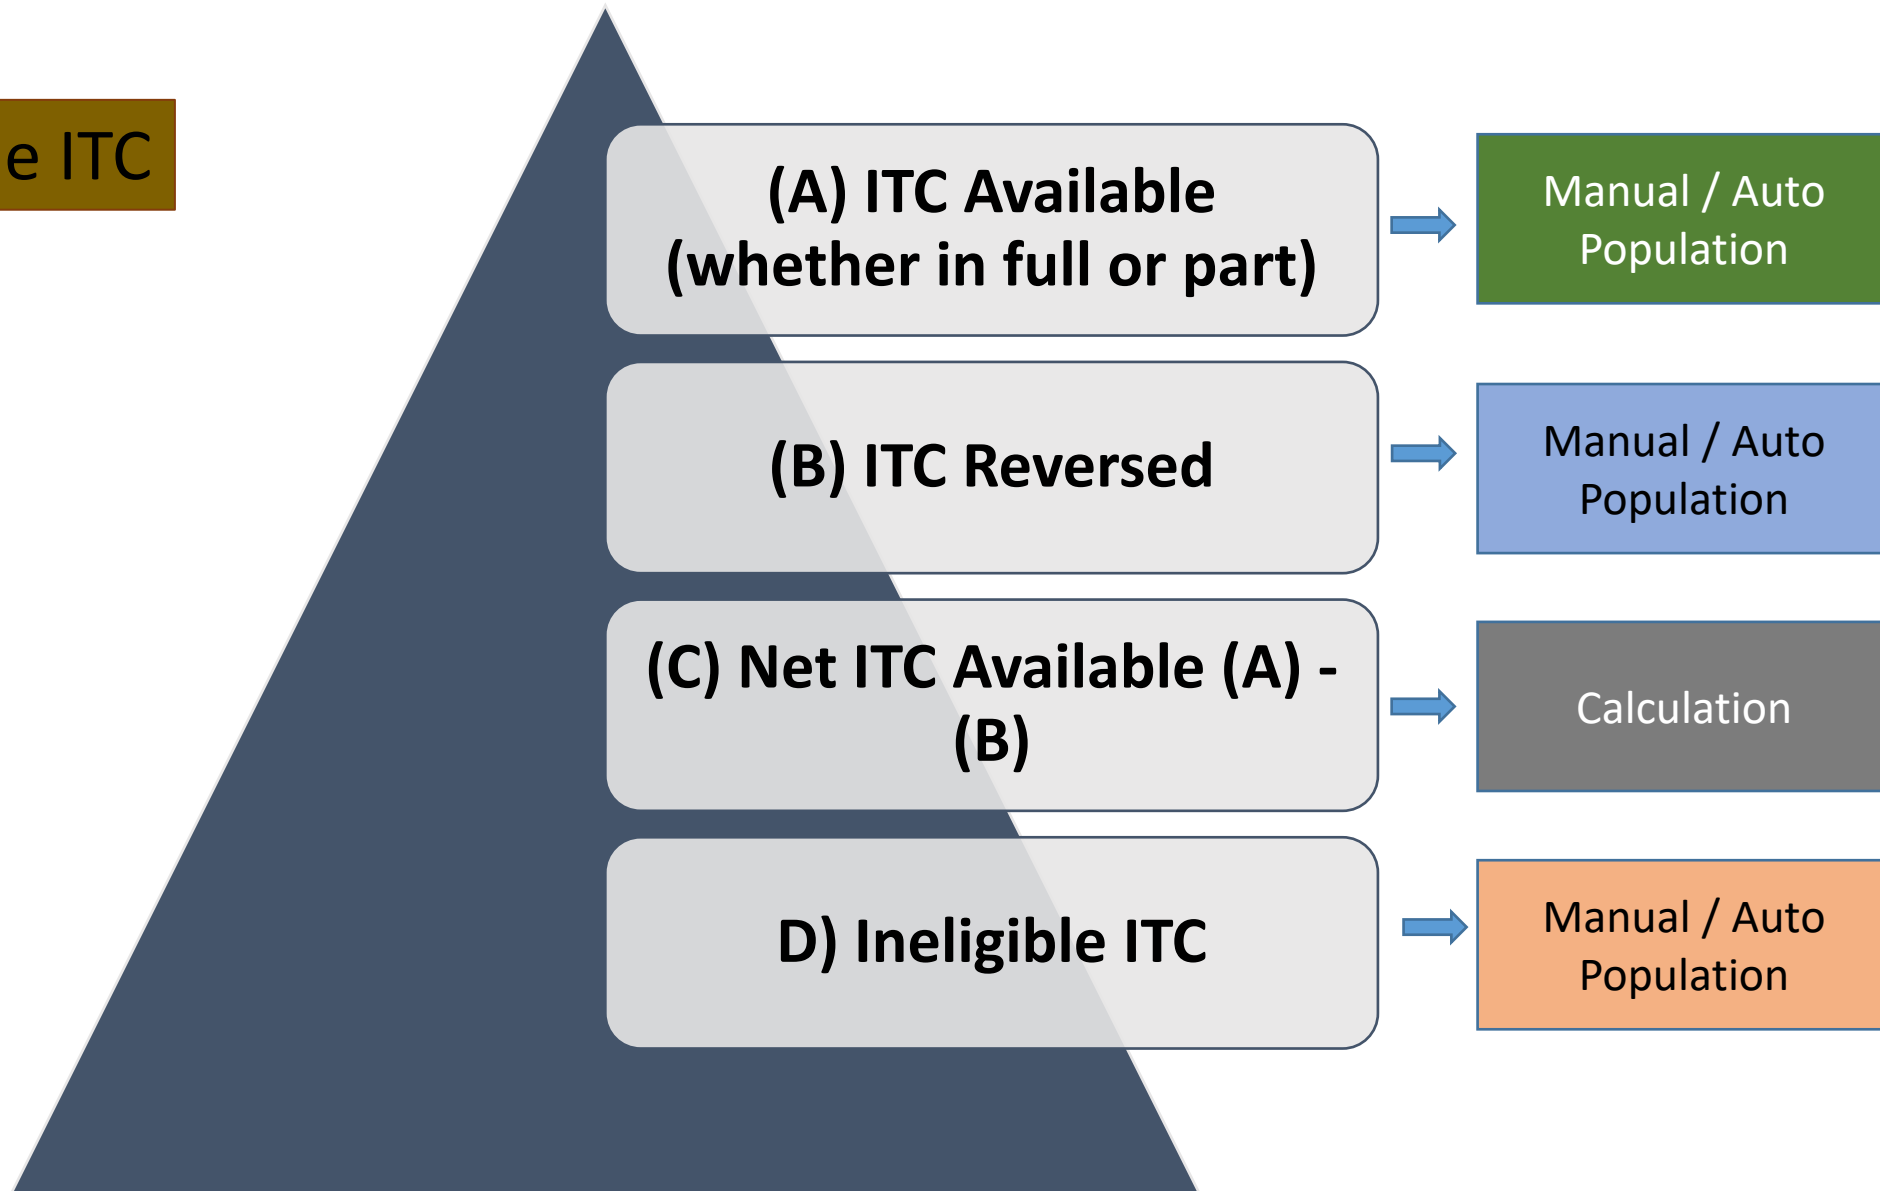 e ITC
(A) ITC Available
(whether in full or part)
Manual / Auto
Population
(B) ITC Reversed
Manual / Auto
Population
(C) Net ITC Available (A) -
(B)
Calculation
D) Ineligible ITC
Manual / Auto
Population